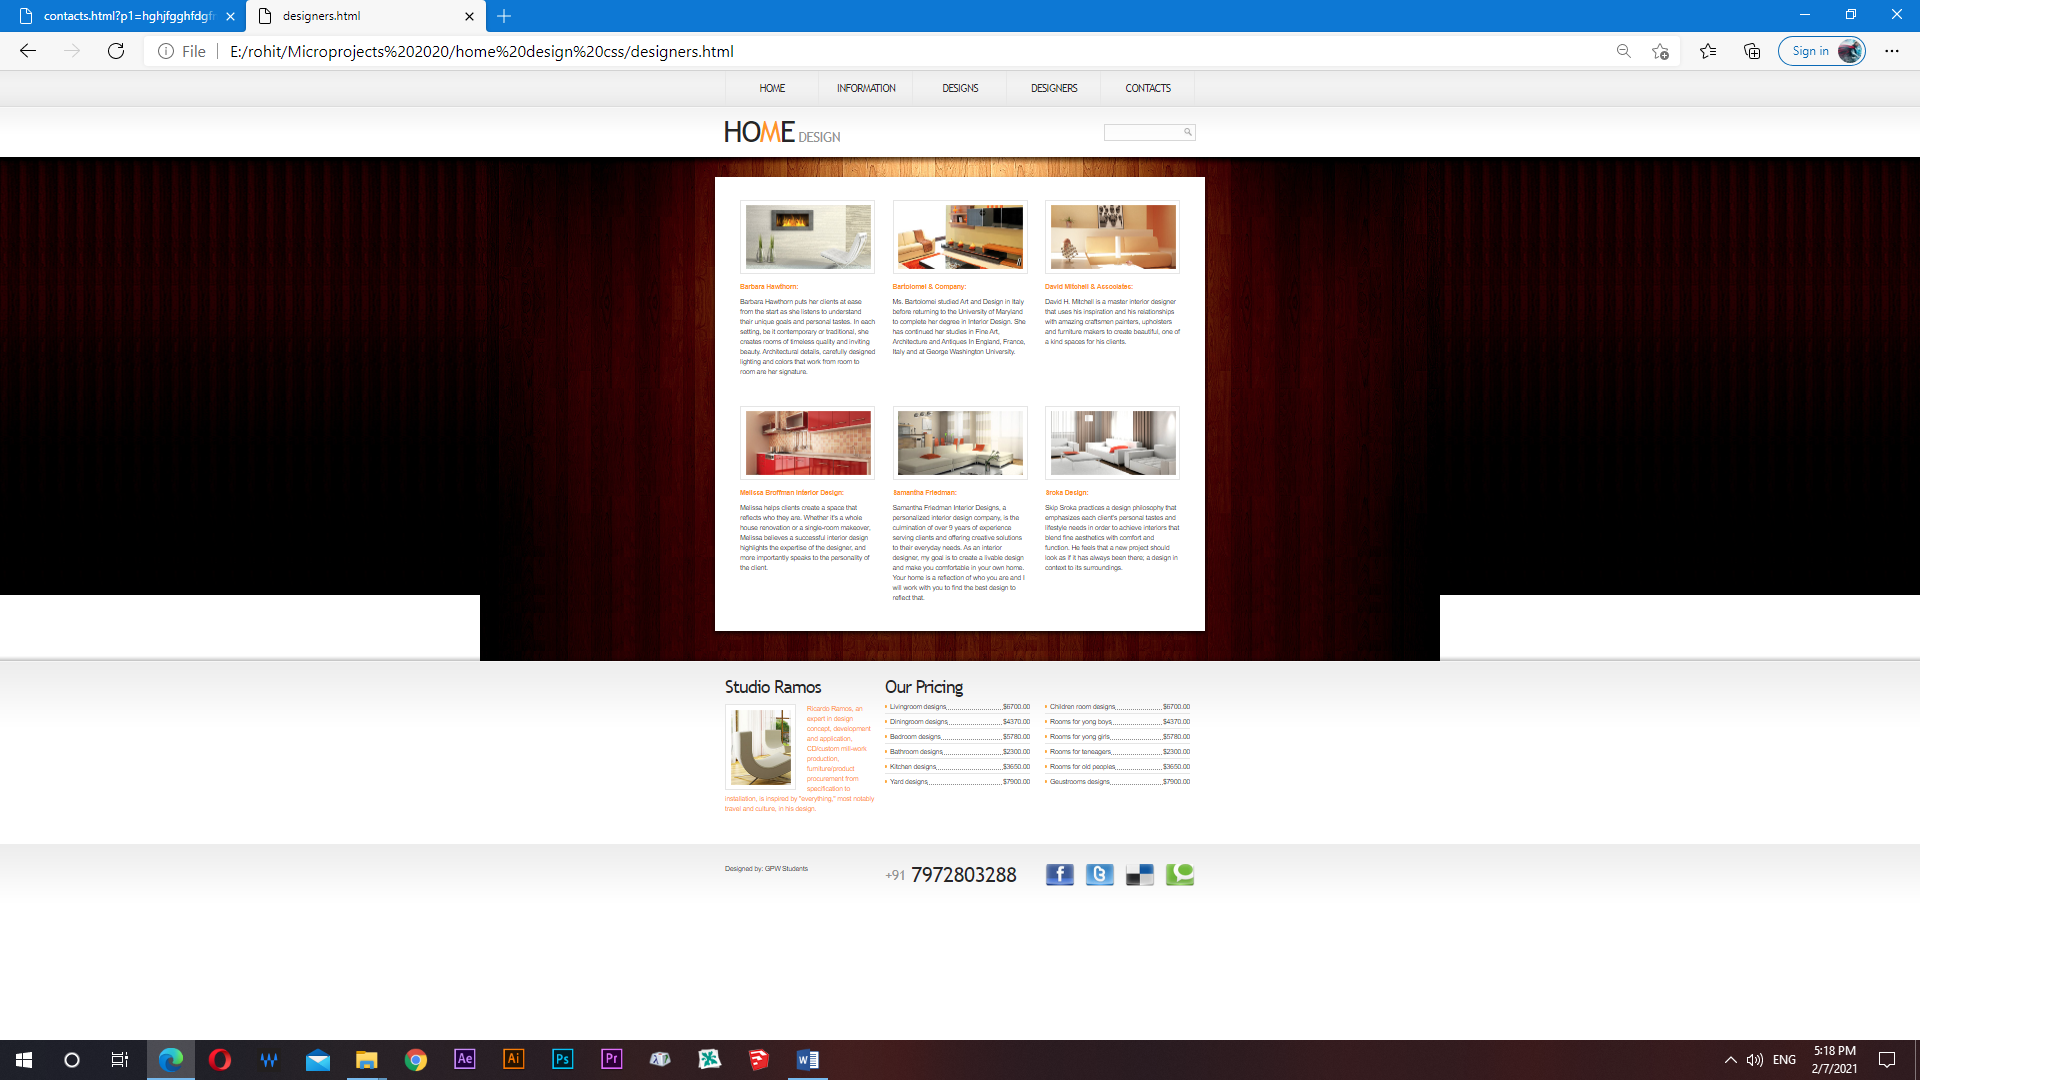 contacts.html?p1=hghjfgghfdgf
designers.html
File
E:/rohit/Microprojects%202020/home%20design%20css/designers.html
Sign in
HOME
INFORMATION
DESIGNS
DESIGNERS
CONTACTS
HOME DESIGN
Barbara Hawthorn:
Barbara Hawthorn puts her clients at ease
from the start as she listens to understand
their unique goals and personal tastes. In each
setting, be it contemporary or traditional, she
creates rooms of timeless quality and inviting
beauty. Architectural details, carefully designed
lighting and colors that work from room to
room are her signature.
Bartolomei & Company:
Ms. Bartolomei studied Art and Design in Italy
before returning to the University of Maryland
to complete her degree in Interior Design. She
has continued her studies in Fine Art,
Architecture and Antiques in England, France,
Italy and at George Washington University.
David Mitchell & Associates:
David H. Mitchell is a master interior designer
that uses his inspiration and his relationships
with amazing craftsmen painters, upholsters
and furniture makers to create beautiful, one of
a kind spaces for his clients.
Melissa Broffman Interior Design:
Melissa helps clients create a space that
reflects who they are. Whether it's a whole
house renovation or a single-room makeover,
Melissa believes a successful interior design
highlights the expertise of the designer, and
more importantly speaks to the personality of
the client.
Samantha Friedman:
Samantha Friedman Interior Designs, a
personalized interior design company, is the
culmination of over 9 years of experience
serving clients and offering creative solutions
to their everyday needs. As an interior
designer, my goal is to create a livable design
and make you comfortable in your own home.
Your home is a reflection of who you are and I
will work with you to find the best design to
reflect that.
Sroka Design:
Skip Sroka practices a design philosophy that
emphasizes each client's personal tastes and
lifestyle needs in order to achieve interiors that
blend fine aesthetics with comfort and
function. He feels that a new project should
look as if it has always been there; a design in
context to its surroundings.
Studio Ramos
Ricardo Ramos, an
expert in design
concept, development
and application,
CD/custom mill-work
production,
furniture/product
procurement from
specification to
installation, is inspired by "everything," most notably
travel and culture, in his design.
Our Pricing
Livingroom designs $6700.00
Diningroom designs $4370.00
Bedroom designs $5780.00
Bathroom designs $2300.00
Kitchen designs $3650.00
Yard designs $7900.00
Children room designs $6700.00
Rooms for yong boys $4370.00
Rooms for yong girls $5780.00
Rooms for teneagers $2300.00
Rooms for old peoples $3650.00
Geustrooms designs $7900.00
Designed by: GPW Students
+91 7972803288
Ae
Ai
Ps
Pr
ENG
5:18 PM
2/7/2021